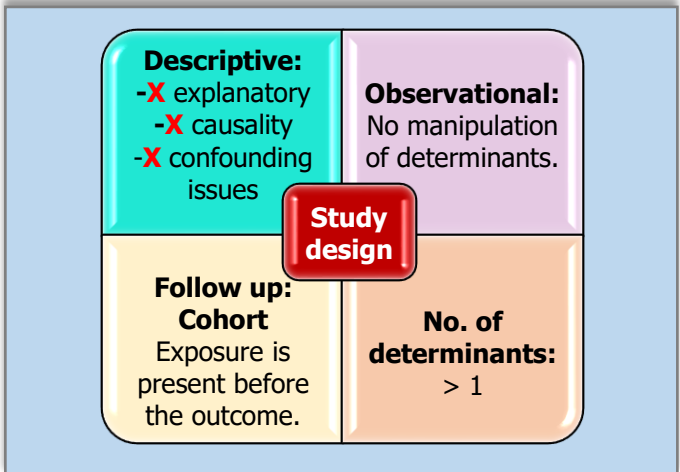 Descriptive:
-X explanatory
-X causality
-X confounding
issues
Observational:
No manipulation
of determinants.
Study
design
Follow up:
Cohort
Exposure is
present before
the outcome.
No. of
determinants:
> 1